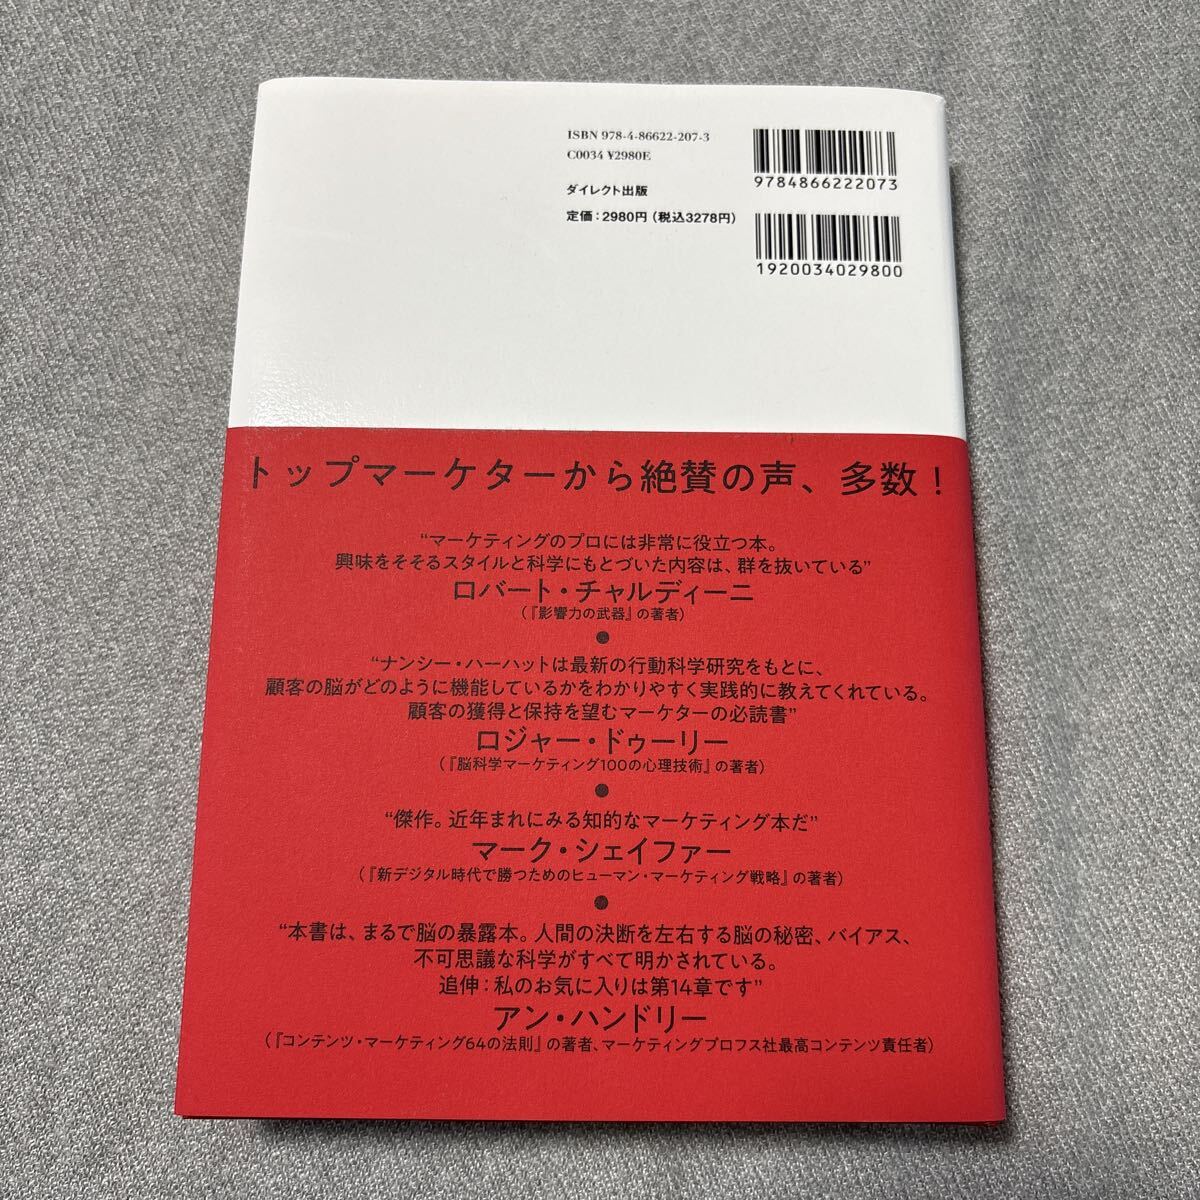 ISBN 978-4-86622-207-3
C0034 ¥2980E
ダイレクト出版
定価：2980円（税込3278円）
9784866222073
1920034029800
トップマーケターから絶賛の声、多数！
“マーケティングのプロには非常に役立つ本。
興味をそそるスタイルと科学にもとづいた内容は、群を抜いている”
ロバート・チャルディーニ
（『影響力の武器』の著者）
●
“ナンシー・ハーハットは最新の行動科学研究をもとに、
顧客の脳がどのように機能しているかをわかりやすく実践的に教えてくれている。
顧客の獲得と保持を望むマーケターの必読書”
ロジャー・ドゥーリー
（『脳科学マーケティング100の心理技術』の著者）
●
“傑作。近年まれにみる知的なマーケティング本だ”
マーク・シェイファー
（『新デジタル時代で勝つためのヒューマン・マーケティング戦略』の著者）
●
“本書は、まるで脳の暴露本。人間の決断を左右する脳の秘密、バイアス、
不可思議な科学がすべて明かされている。
追伸：私のお気に入りは第14章です”
アン・ハンドリー
（『コンテンツ・マーケティング64の法則』の著者、マーケティングプロフス社最高コンテンツ責任者）